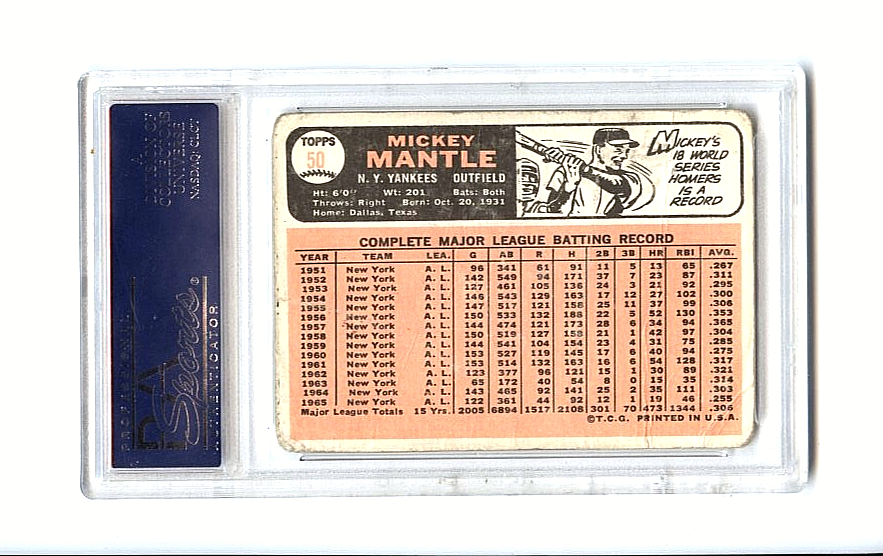 A
DIVISION OF
COLLECTORS
UNIVERSE
NASDAQ: CLCT
PSA
Sports
AUTHENTICATOR
TOPPS
50
MICKEY
MANTLE
N. Y. YANKEES OUTFIELD
Ht: 6'0" Wt: 201 Bats: Both
Throws: Right Born: Oct. 20, 1931
Home: Dallas, Texas
MICKEY'S
18 WORLD
SERIES
HOMERS
IS A
RECORD
COMPLETE MAJOR LEAGUE BATTING RECORD
YEAR TEAM LEA. G AB R H 2B 3B HR RBI AVG.
1951 New York A. L. 96 341 61 91 11 5 13 65 .267
1952 New York A. L. 142 549 94 171 37 7 23 87 .311
1953 New York A. L. 127 461 105 136 24 3 21 92 .295
1954 New York A. L. 146 543 129 163 17 12 27 102 .300
1955 New York A. L. 147 517 121 158 25 11 37 99 .306
1956 New York A. L. 150 533 132 188 22 5 52 130 .353
1957 New York A. L. 144 474 121 173 28 6 34 94 .365
1958 New York A. L. 150 519 127 158 21 1 42 97 .304
1959 New York A. L. 144 541 104 154 23 4 31 75 .285
1960 New York A. L. 153 527 119 145 17 6 40 94 .275
1961 New York A. L. 153 514 132 163 16 6 54 128 .317
1962 New York A. L. 123 377 96 121 15 1 30 89 .321
1963 New York A. L. 65 172 40 54 8 0 15 35 .314
1964 New York A. L. 143 465 92 141 25 2 35 111 .303
1965 New York A. L. 122 361 44 92 12 1 19 46 .255
Major League Totals 15 Yrs. 2005 6894 1517 2108 301 70 473 1344 .306
©T.C.G. PRINTED IN U.S.A.